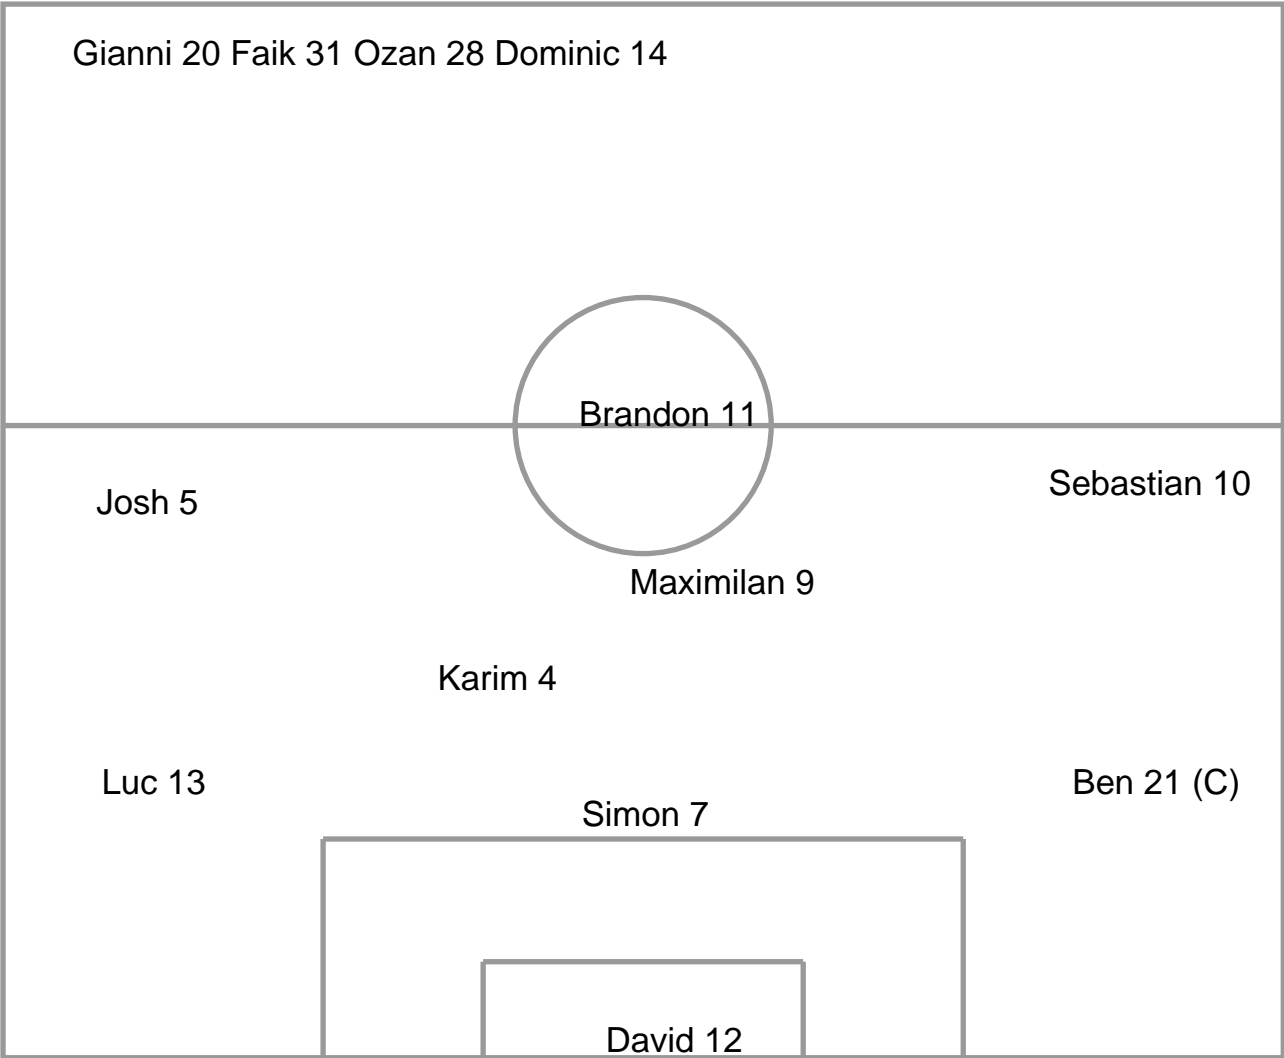 Gianni 20 Faik 31 Ozan 28 Dominic 14
Brandon 11
Sebastian 10
Josh 5
Maximilan 9
Karim 4
Luc 13
Ben 21 (C)
Simon 7
David 12